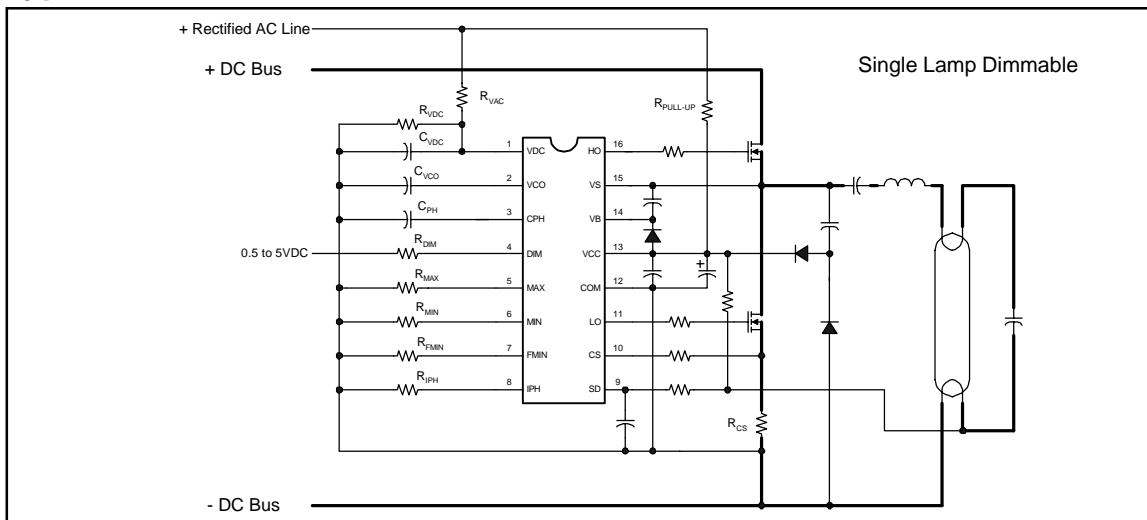 + Rectified AC Line
+ DC Bus
Single Lamp Dimmable
RVAC
RPULL-UP
RVDC
CVDC
1 VDC HO 16
CVCO
2 VCO VS 15
CPH
3 CPH VB 14
RDIM
0.5 to 5VDC
4 DIM VCC 13
+
RMAX
5 MAX COM 12
RMIN
6 MIN LO 11
RFMIN
7 FMIN CS 10
RIPH
8 IPH SD 9
RCS
- DC Bus